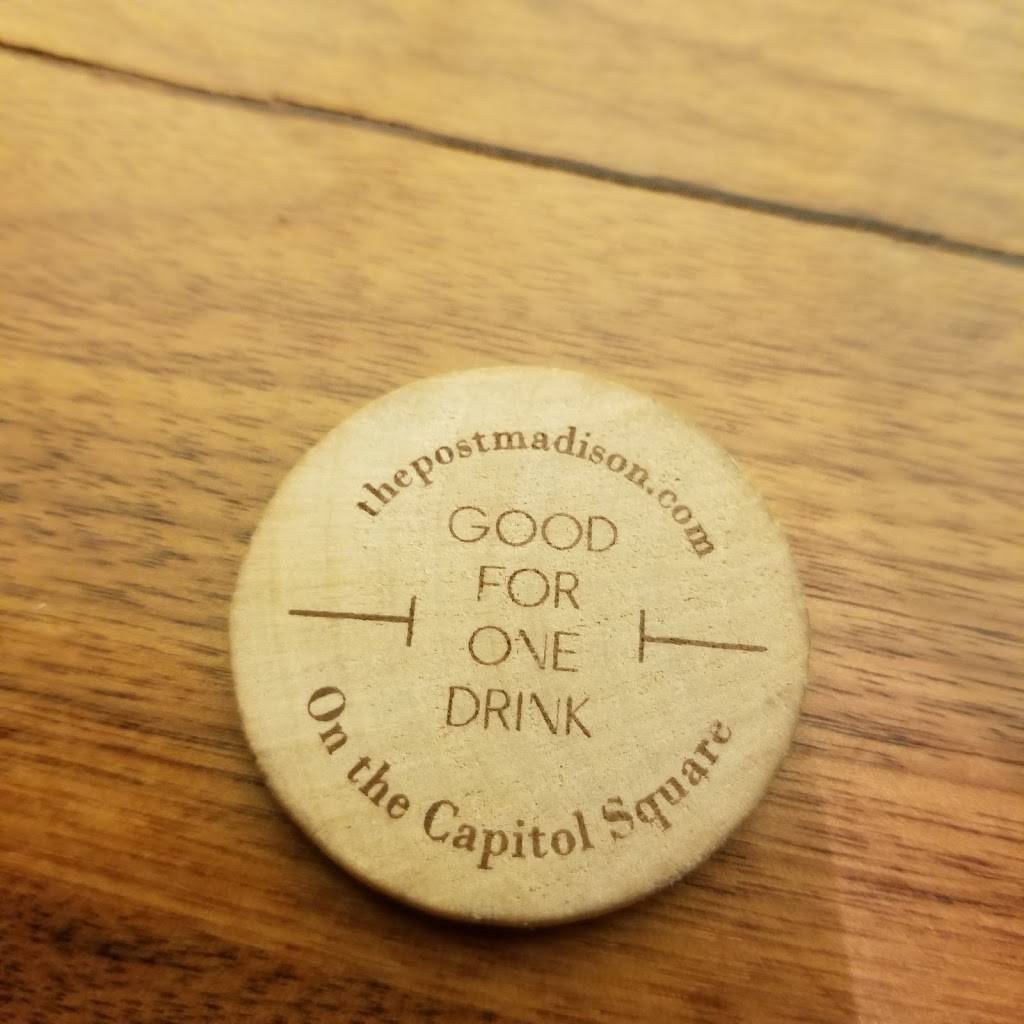 thepostmadison.com
GOOD
FOR
ONE
DRINK
On the Capitol Square